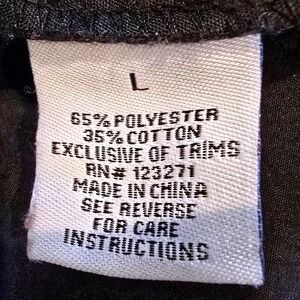 L
65% POLYESTER
35% COTTON
EXCLUSIVE OF TRIMS
RN# 123271
MADE IN CHINA
SEE REVERSE
FOR CARE
INSTRUCTIONS